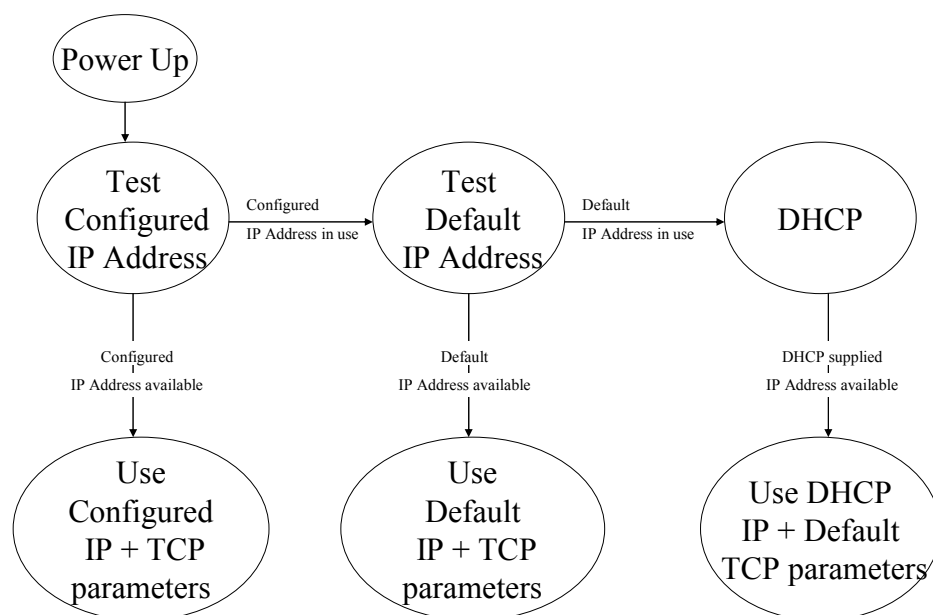 Power Up
Test
Configured
IP Address
Configured
IP Address in use
Test
Default
IP Address
Default
IP Address in use
DHCP
Configured
IP Address available
Default
IP Address available
DHCP supplied
IP Address available
Use
Configured
IP + TCP
parameters
Use
Default
IP + TCP
parameters
Use DHCP
IP + Default
TCP parameters